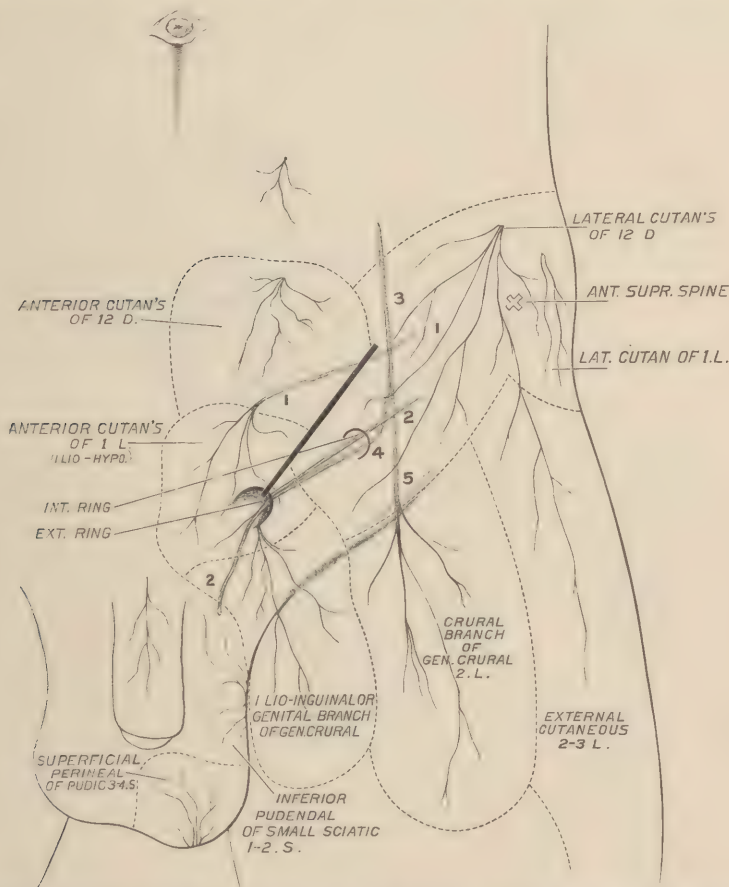 LATERAL CUTAN'S
OF 12 D
ANT. SUPR. SPINE
LAT. CUTAN OF 1.L.
ANTERIOR CUTAN'S
OF 12 D.
3
1
1
ANTERIOR CUTAN'S
OF 1 L
ILIO-HYPO.
2
4
5
INT. RING
EXT. RING
2
CRURAL
BRANCH
OF
GEN. CRURAL
2. L.
ILIO-INGUINAL OR
GENITAL BRANCH
OF GEN. CRURAL
EXTERNAL
CUTANEOUS
2-3 L.
SUPERFICIAL
PERINEAL
OF PUDIC 3-4.S
INFERIOR
PUDENDAL
OF SMALL SCIATIC
1-2. S.